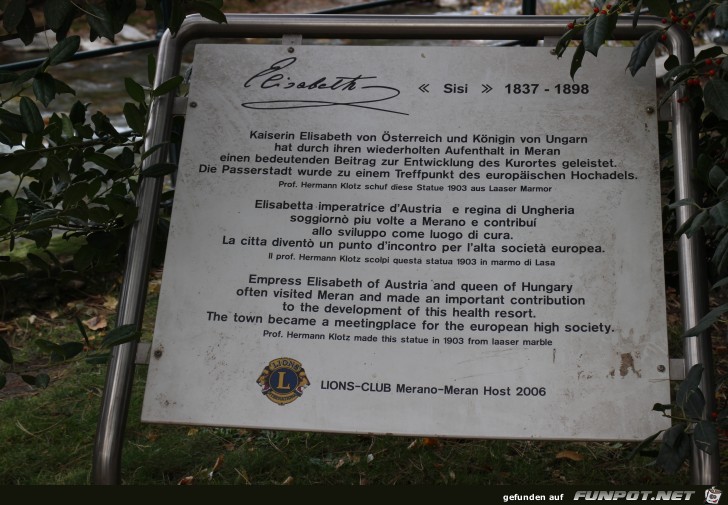 Elisabeth « Sisi » 1837 - 1898
Kaiserin Elisabeth von Österreich und Königin von Ungarn
hat durch ihren wiederholten Aufenthalt in Meran
einen bedeutenden Beitrag zur Entwicklung des Kurortes geleistet.
Die Passerstadt wurde zu einem Treffpunkt des europäischen Hochadels.
Prof. Hermann Klotz schuf diese Statue 1903 aus Laaser Marmor
Elisabetta imperatrice d'Austria e regina di Ungheria
soggiornò piu volte a Merano e contribuí
allo sviluppo come luogo di cura.
La citta diventò un punto d'incontro per l'alta società europea.
Il prof. Hermann Klotz scolpi questa statua 1903 in marmo di Lasa
Empress Elisabeth of Austria and queen of Hungary
often visited Meran and made an important contribution
to the development of this health resort.
The town became a meetingplace for the european high society.
Prof. Hermann Klotz made this statue in 1903 from laaser marble
LIONS
L
LIONS-CLUB Merano-Meran Host 2006
gefunden auf FUNPOT.NET